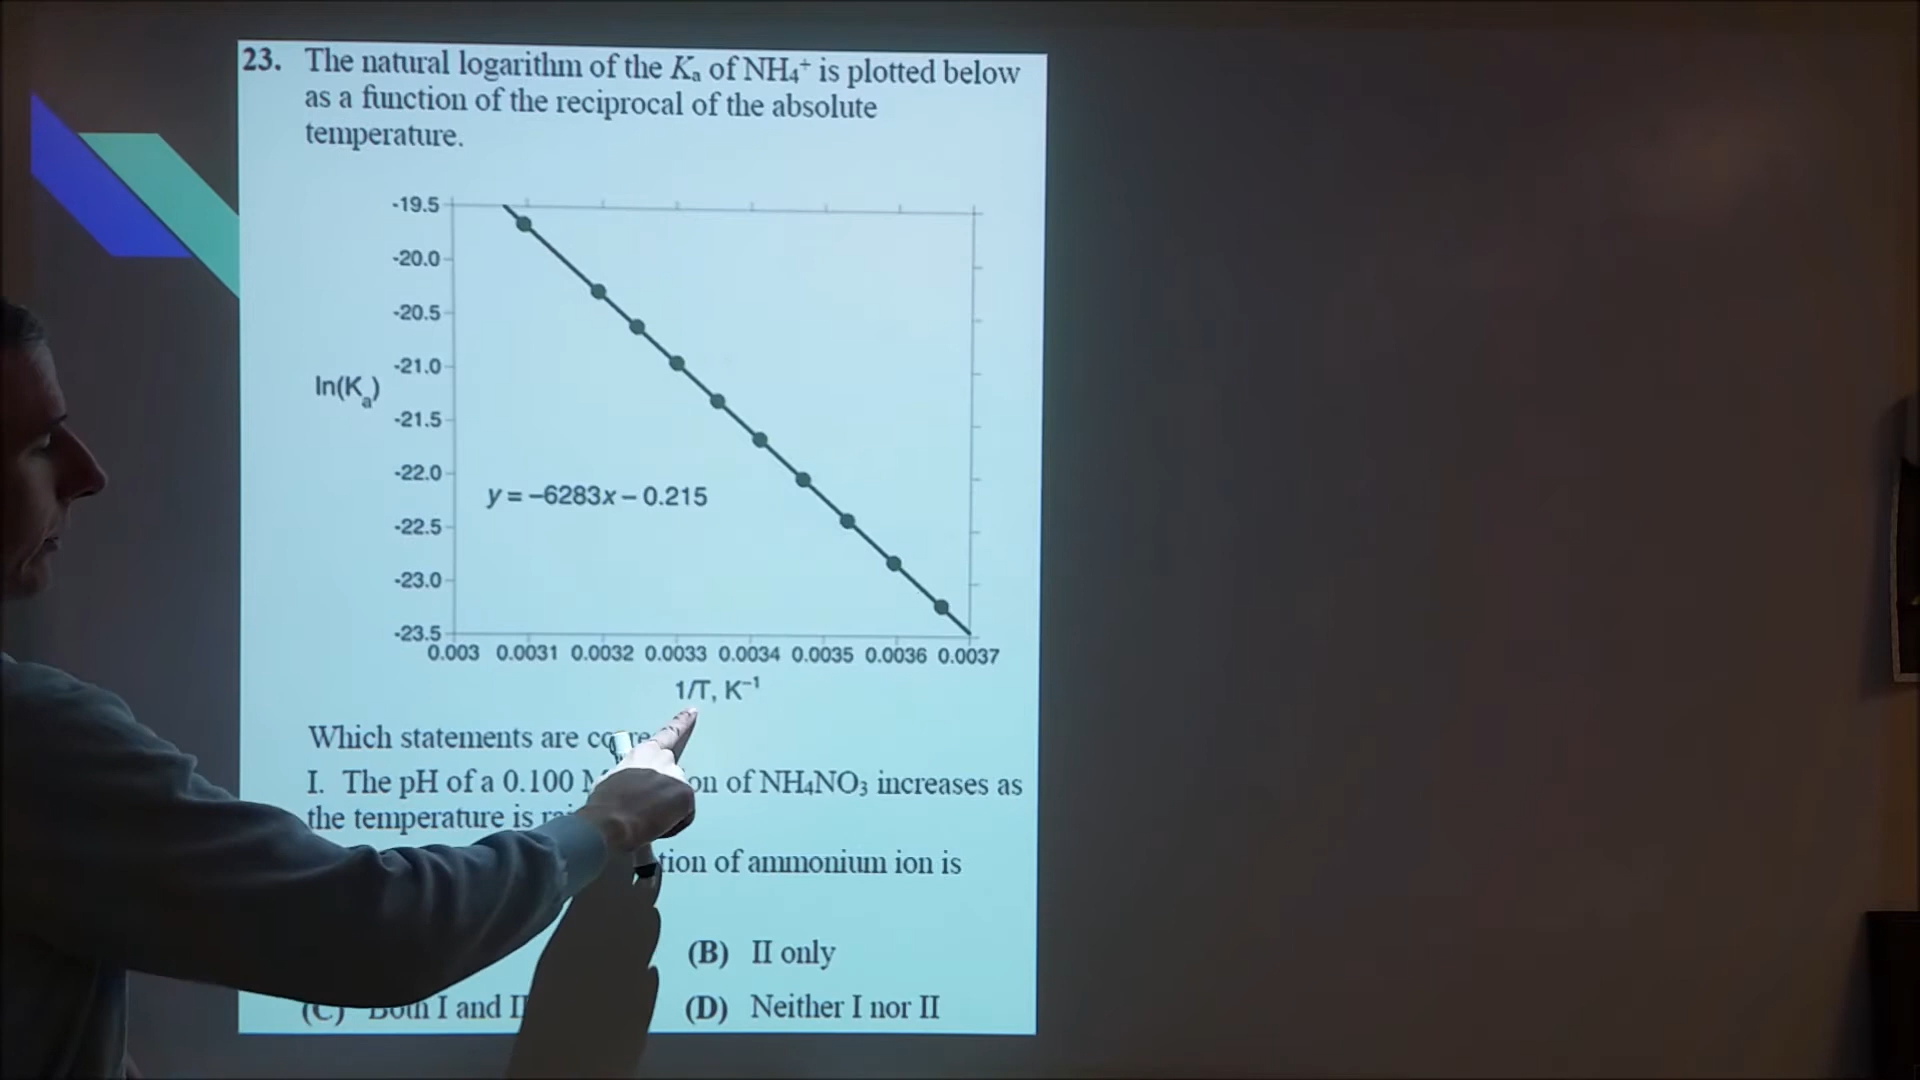 23. The natural logarithm of the Kₐ of NH₄⁺ is plotted below
as a function of the reciprocal of the absolute
temperature.
-19.5
-20.0
-20.5
-21.0
ln(Kₐ)
-21.5
-22.0
y = −6283x – 0.215
-22.5
-23.0
-23.5
0.003 0.0031 0.0032 0.0033 0.0034 0.0035 0.0036 0.0037
1/T, K⁻¹
Which statements are
I. The pH of a 0.100 of NH₄NO₃ increases as
the temperature is
of ammonium ion is
(B) II only
(C) Both I and II
(D) Neither I nor II